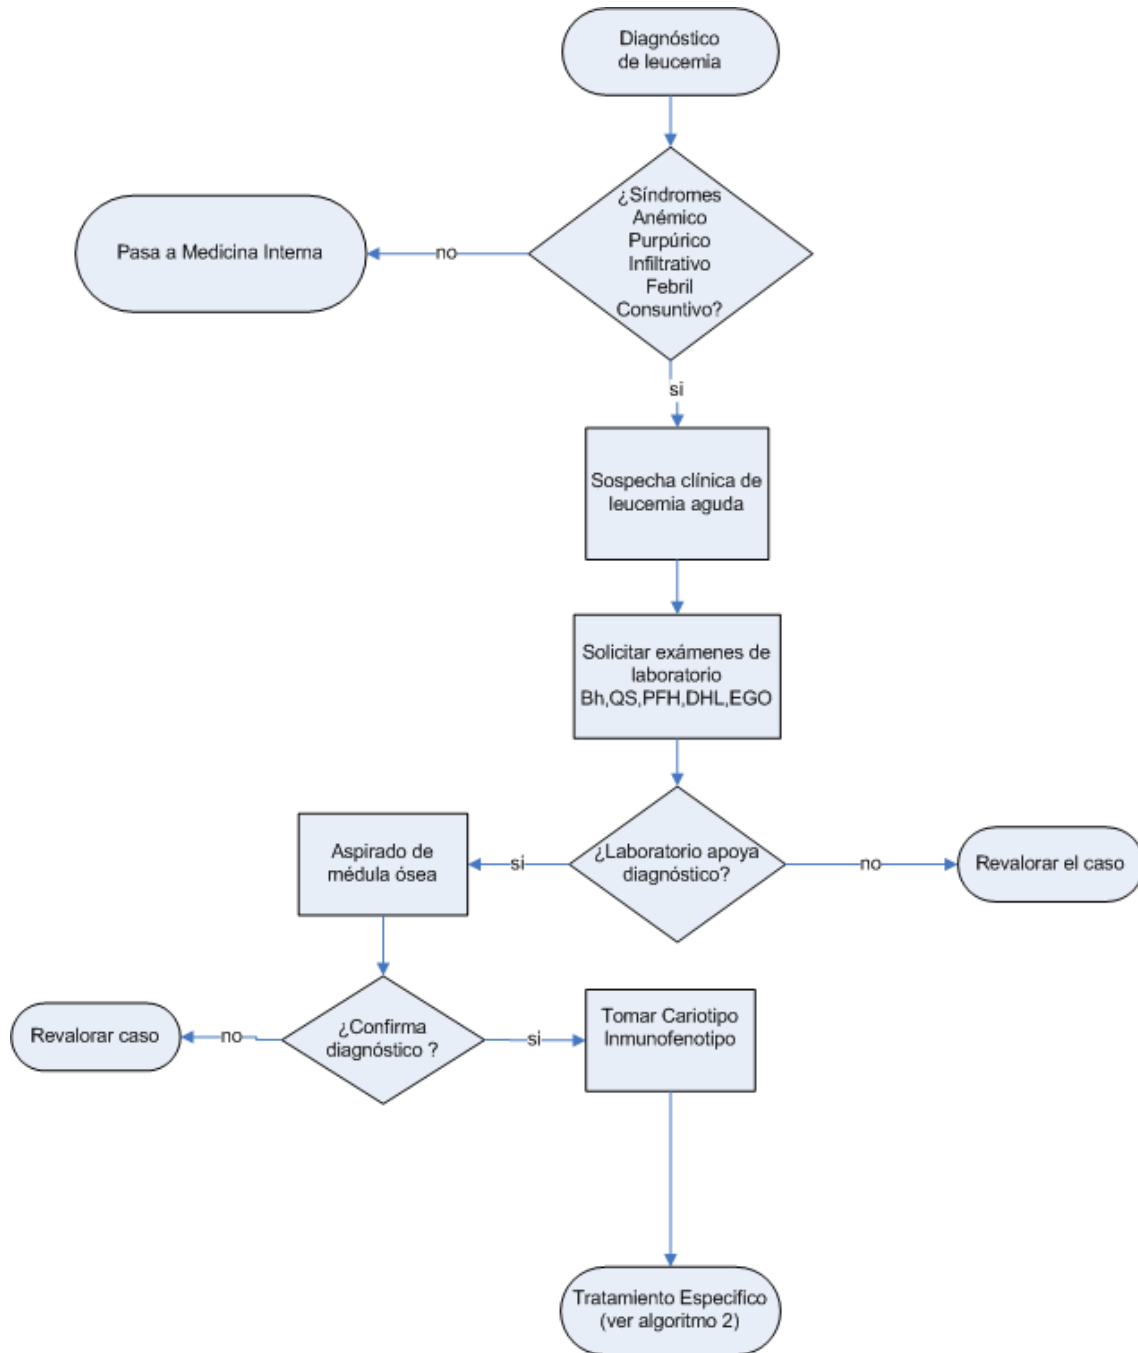 Diagnóstico
de leucemia
¿Síndromes
Anémico
Purpúrico
Infiltrativo
Febril
Consuntivo?
no
Pasa a Medicina Interna
si
Sospecha clínica de
leucemia aguda
Solicitar exámenes de
laboratorio
Bh,QS,PFH,DHL,EGO
¿Laboratorio apoya
diagnóstico?
no
Revalorar el caso
si
Aspirado de
médula ósea
¿Confirma
diagnóstico ?
no
Revalorar caso
si
Tomar Cariotipo
Inmunofenotipo
Tratamiento Especifico
(ver algoritmo 2)